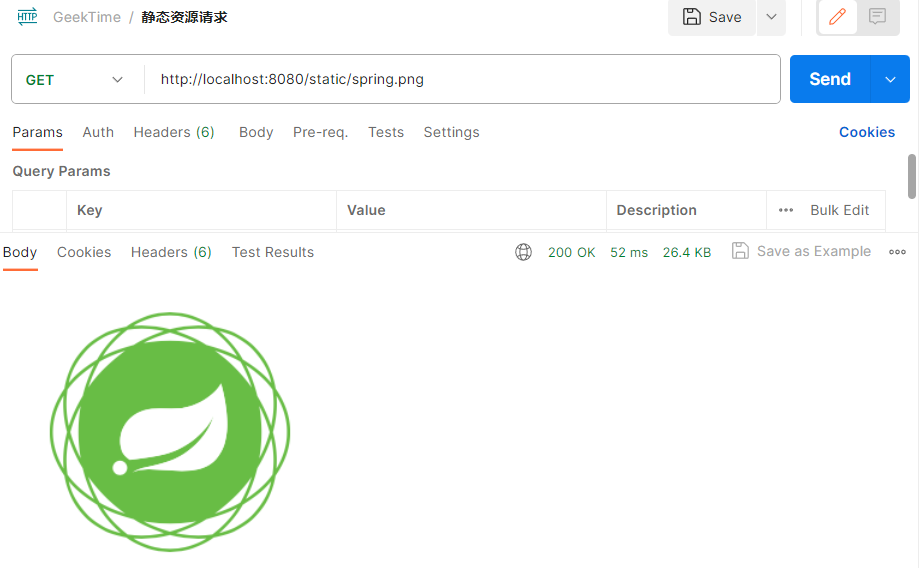 HTTP GeekTime / 静态资源请求 Save
GET http://localhost:8080/static/spring.png Send
Params Auth Headers (6) Body Pre-req. Tests Settings Cookies
Query Params
Key Value Description Bulk Edit
Body Cookies Headers (6) Test Results 200 OK 52 ms 26.4 KB Save as Example